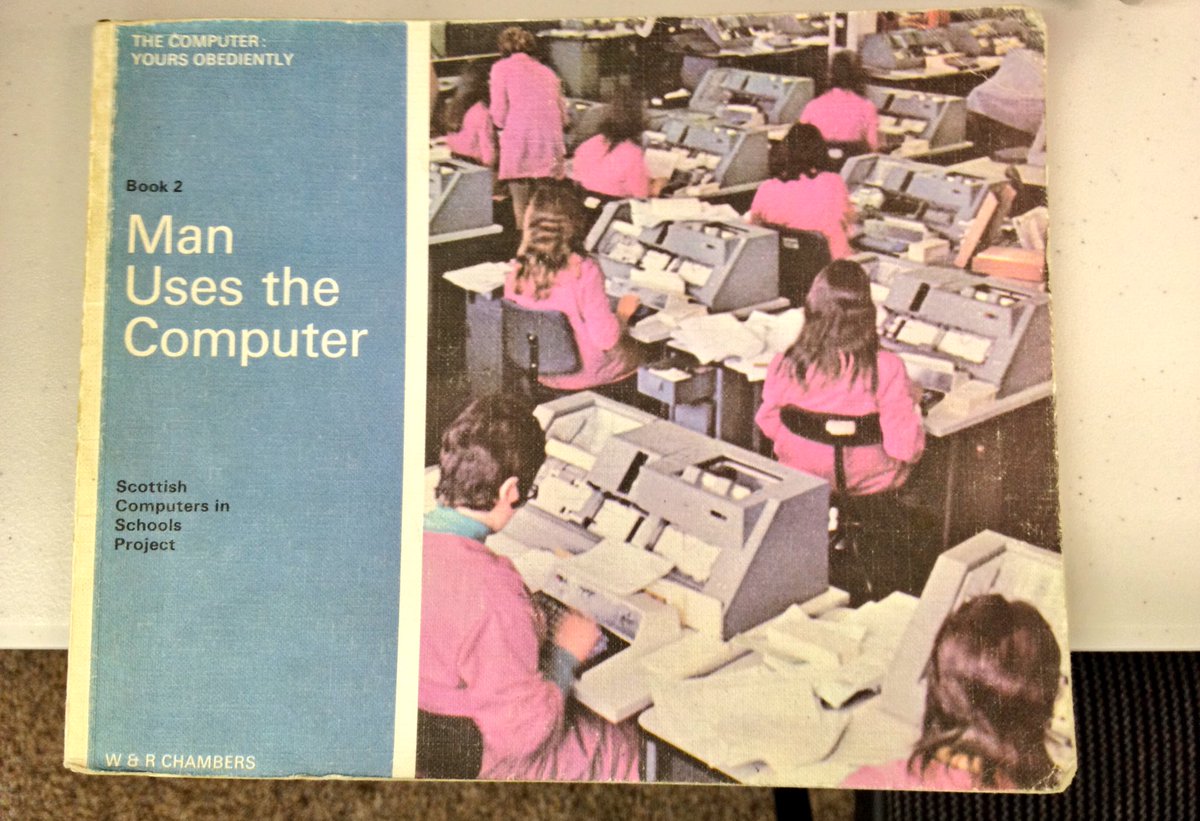 THE COMPUTER:
YOURS OBEDIENTLY
Book 2
Man
Uses the
Computer
Scottish
Computers in
Schools
Project
W & R CHAMBERS